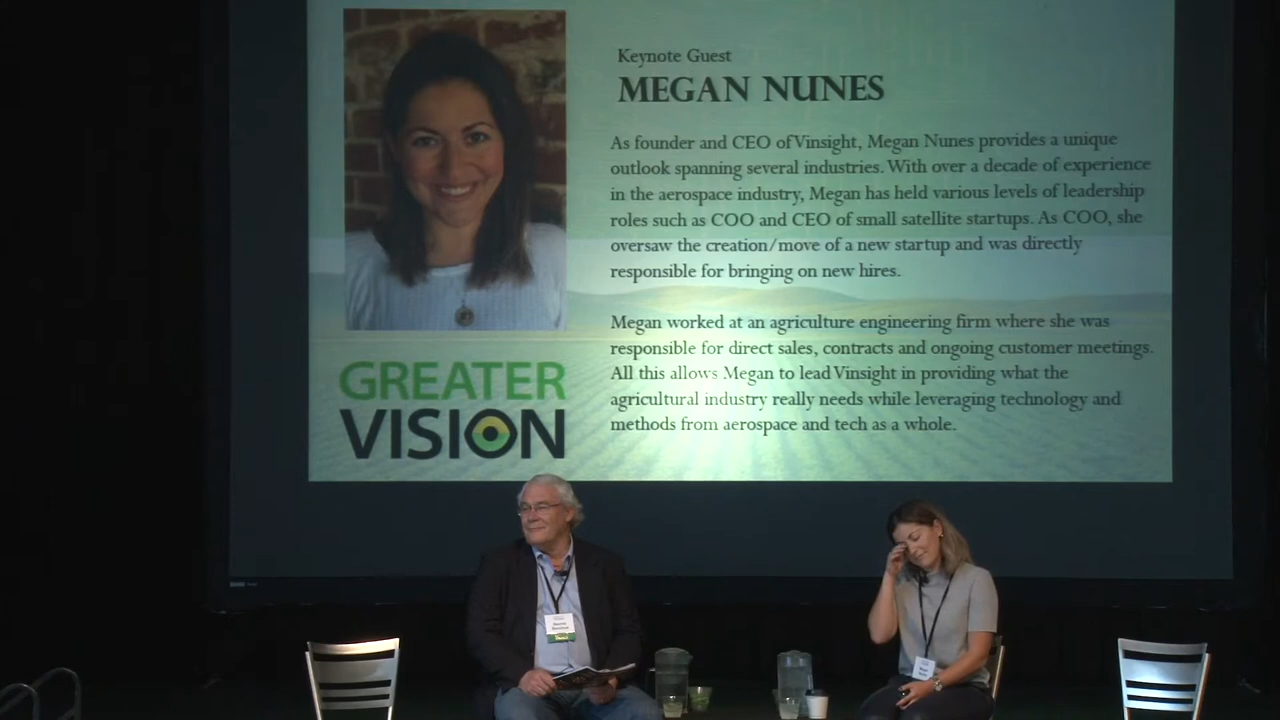 Keynote Guest
MEGAN NUNES
As founder and CEO of Vinsight, Megan Nunes provides a unique
outlook spanning several industries. With over a decade of experience
in the aerospace industry, Megan has held various levels of leadership
roles such as COO and CEO of small satellite startups. As COO, she
oversaw the creation/move of a new startup and was directly
responsible for bringing on new hires.
Megan worked at an agriculture engineering firm where she was
responsible for direct sales, contracts and ongoing customer meetings.
All this allows Megan to lead Vinsight in providing what the
agricultural industry really needs while leveraging technology and
methods from aerospace and tech as a whole.
GREATER
VISION